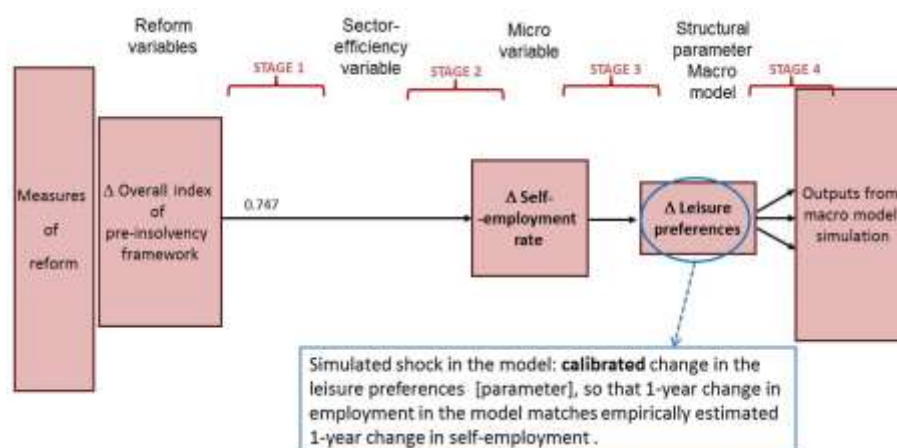 Reform
variables
Sector-
efficiency
variable
Micro
variable
Structural
parameter
Macro
model
STAGE 1
STAGE 2
STAGE 3
STAGE 4
Measures
of
reform
Δ Overall index
of
pre-insolvency
framework
0.747
Δ Self-
-employment
rate
Δ Leisure
preferences
Outputs from
macro model
simulation
Simulated shock in the model: calibrated change in the
leisure preferences [parameter], so that 1-year change in
employment in the model matches empirically estimated
1-year change in self-employment .